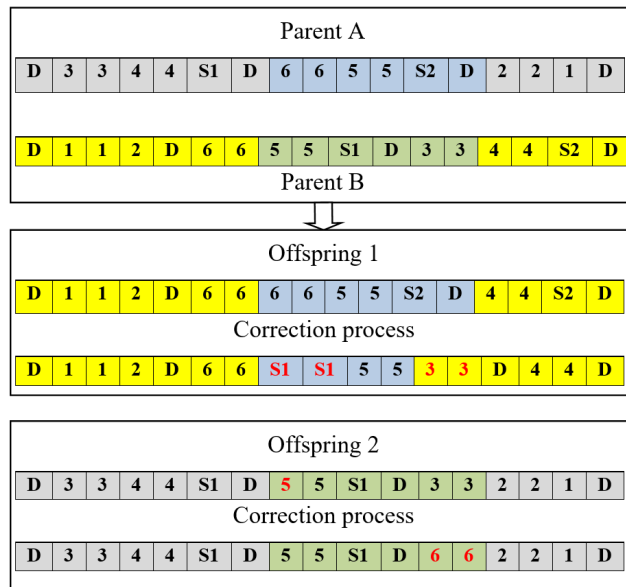 Parent A
D 3 3 4 4 S1 D 6 6 5 5 S2 D 2 2 1 D
D 1 1 2 D 6 6 5 5 S1 D 3 3 4 4 S2 D
Parent B
Offspring 1
D 1 1 2 D 6 6 6 6 5 5 S2 D 4 4 S2 D
Correction process
D 1 1 2 D 6 6 S1 S1 5 5 3 3 D 4 4 D
Offspring 2
D 3 3 4 4 S1 D 5 5 S1 D 3 3 2 2 1 D
Correction process
D 3 3 4 4 S1 D 5 5 S1 D 6 6 2 2 1 D